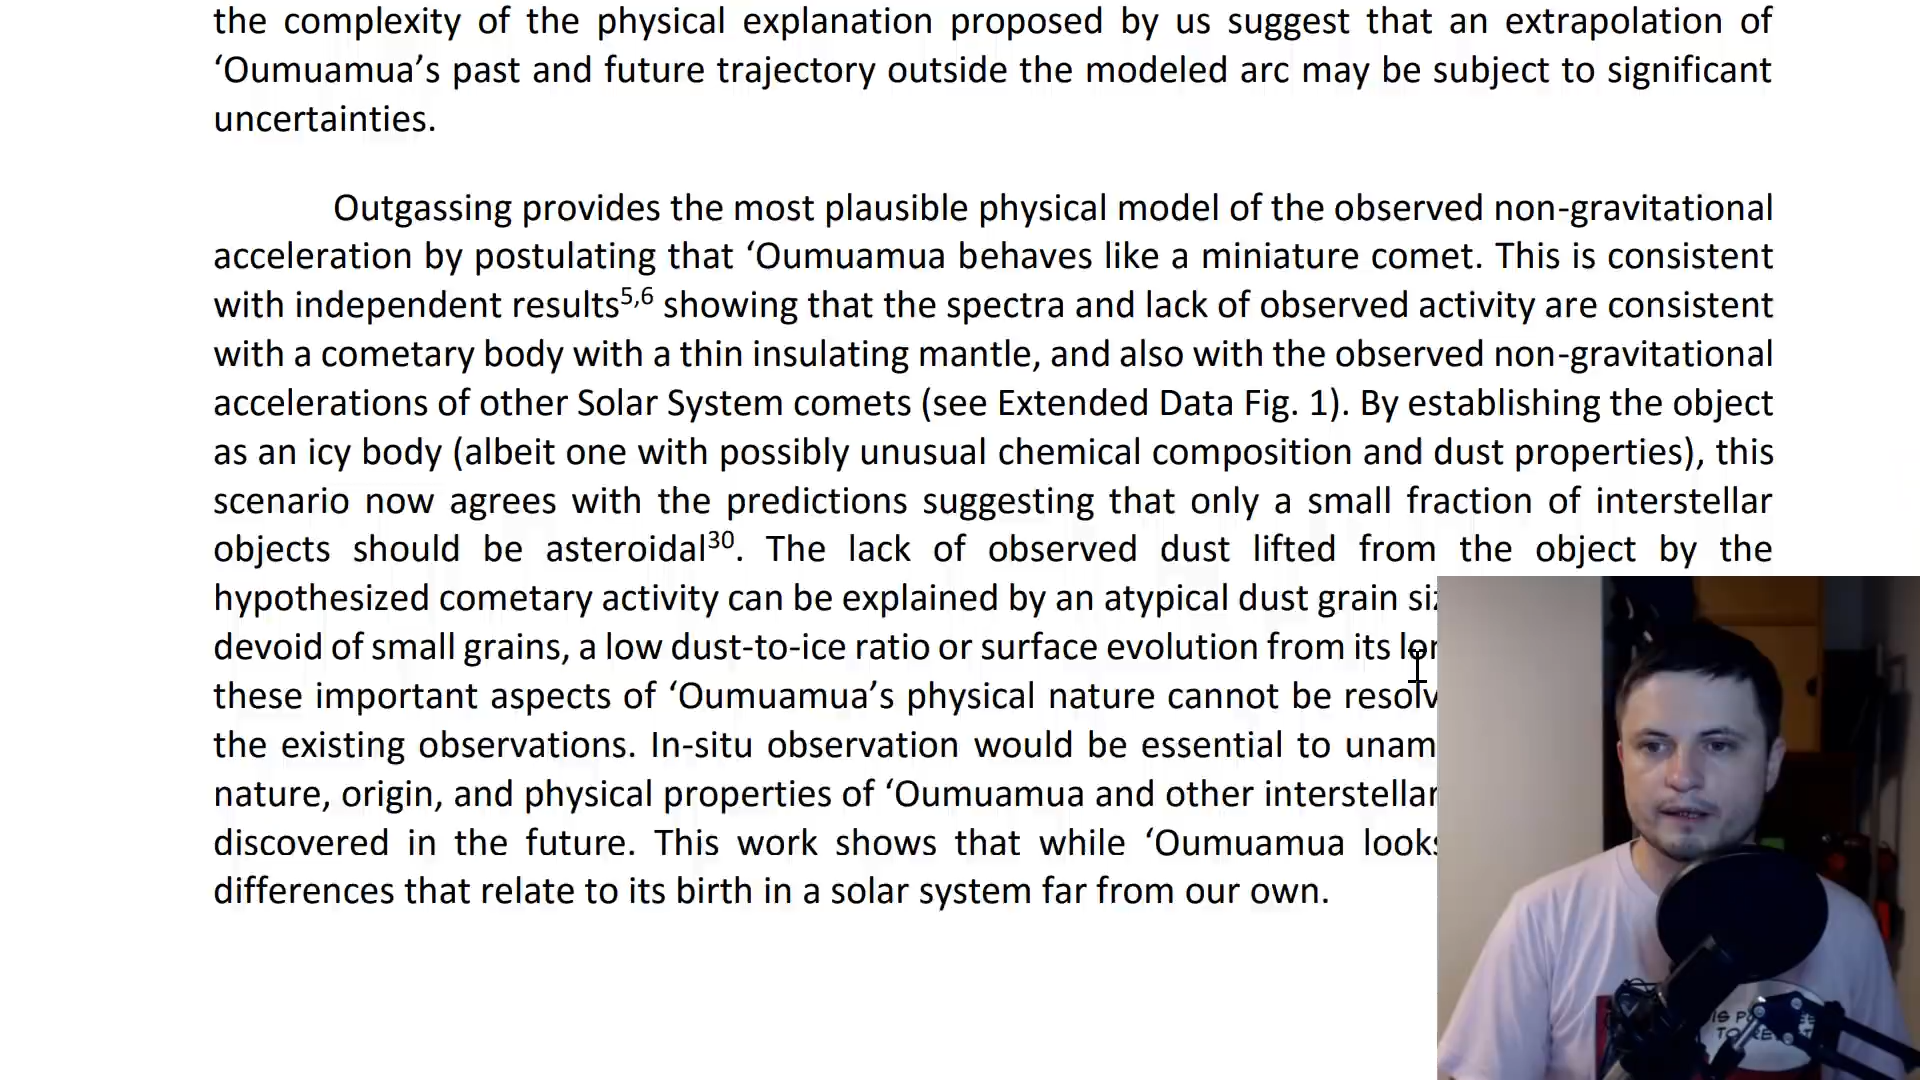 the complexity of the physical explanation proposed by us suggest that an extrapolation of
‘Oumuamua’s past and future trajectory outside the modeled arc may be subject to significant
uncertainties.
Outgassing provides the most plausible physical model of the observed non-gravitational
acceleration by postulating that ‘Oumuamua behaves like a miniature comet. This is consistent
with independent results5,6 showing that the spectra and lack of observed activity are consistent
with a cometary body with a thin insulating mantle, and also with the observed non-gravitational
accelerations of other Solar System comets (see Extended Data Fig. 1). By establishing the object
as an icy body (albeit one with possibly unusual chemical composition and dust properties), this
scenario now agrees with the predictions suggesting that only a small fraction of interstellar
objects should be asteroidal30. The lack of observed dust lifted from the object by the
hypothesized cometary activity can be explained by an atypical dust grain
devoid of small grains, a low dust-to-ice ratio or surface evolution from its
these important aspects of ‘Oumuamua’s physical nature cannot be
the existing observations. In-situ observation would be essential to
nature, origin, and physical properties of ‘Oumuamua and other interstellar
discovered in the future. This work shows that while ‘Oumuamua
differences that relate to its birth in a solar system far from our own.
IS
TO